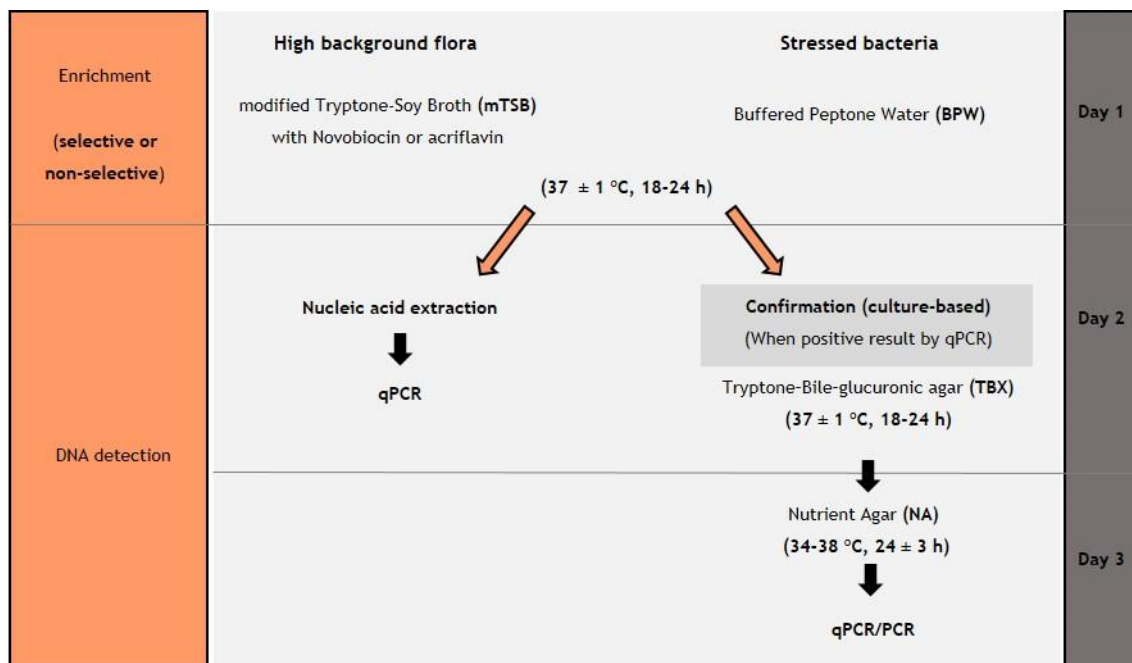 Enrichment
(selective or
non-selective)
High background flora
modified Tryptone-Soy Broth (mTSB)
with Novobiocin or acriflavin
Stressed bacteria
Buffered Peptone Water (BPW)
(37 ± 1 °C, 18-24 h)
Day 1
DNA detection
Nucleic acid extraction
qPCR
Confirmation (culture-based)
(When positive result by qPCR)
Tryptone-Bile-glucuronic agar (TBX)
(37 ± 1 °C, 18-24 h)
Day 2
Nutrient Agar (NA)
(34-38 °C, 24 ± 3 h)
qPCR/PCR
Day 3